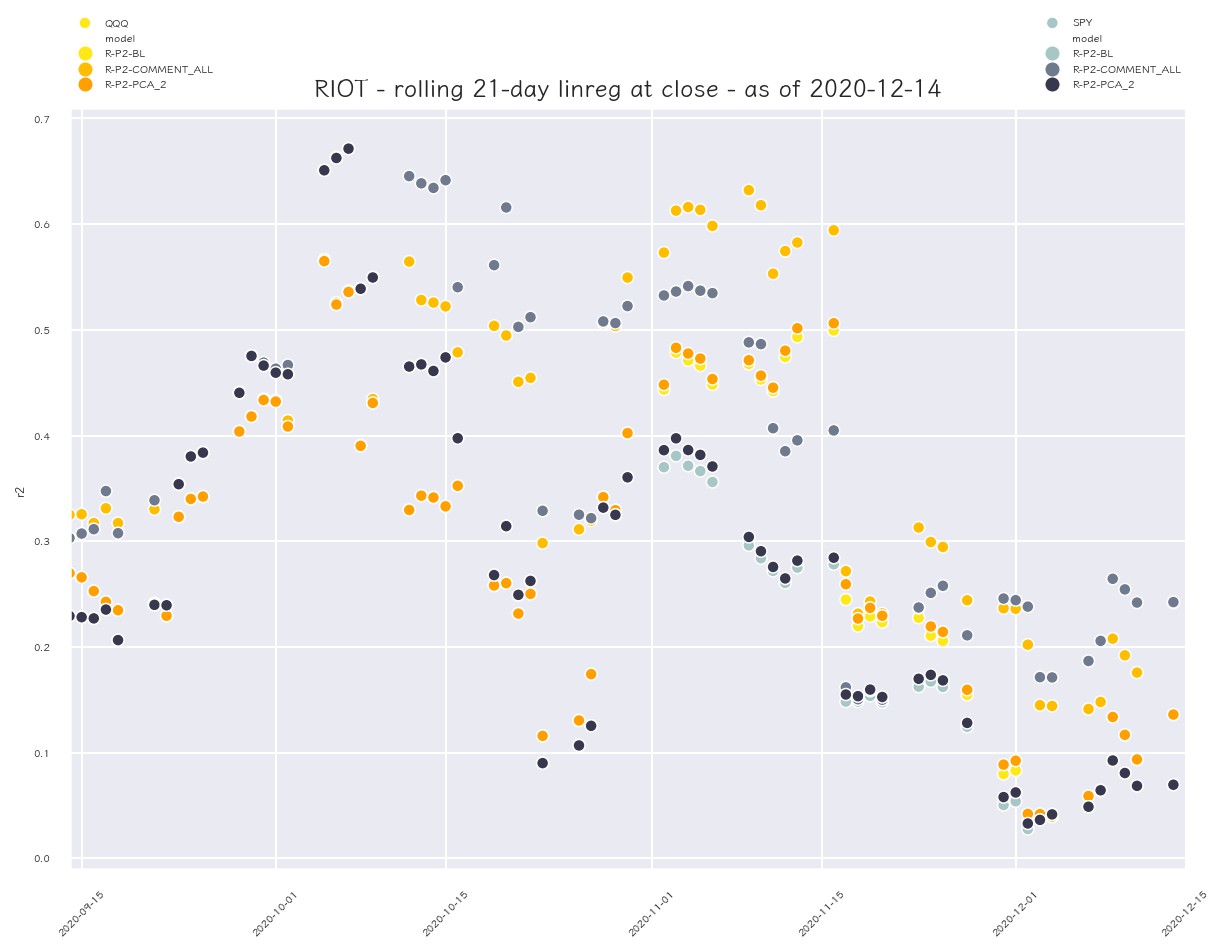 QQQ
model
R-P2-BL
R-P2-COMMENT_ALL
R-P2-PCA_2
SPY
model
R-P2-BL
R-P2-COMMENT_ALL
R-P2-PCA_2
RIOT - rolling 21-day linreg at close - as of 2020-12-14
0.7
0.6
0.5
0.4
0.3
0.2
0.1
0.0
r2
2020-09-15
2020-10-01
2020-10-15
2020-11-01
2020-11-15
2020-12-01
2020-12-15